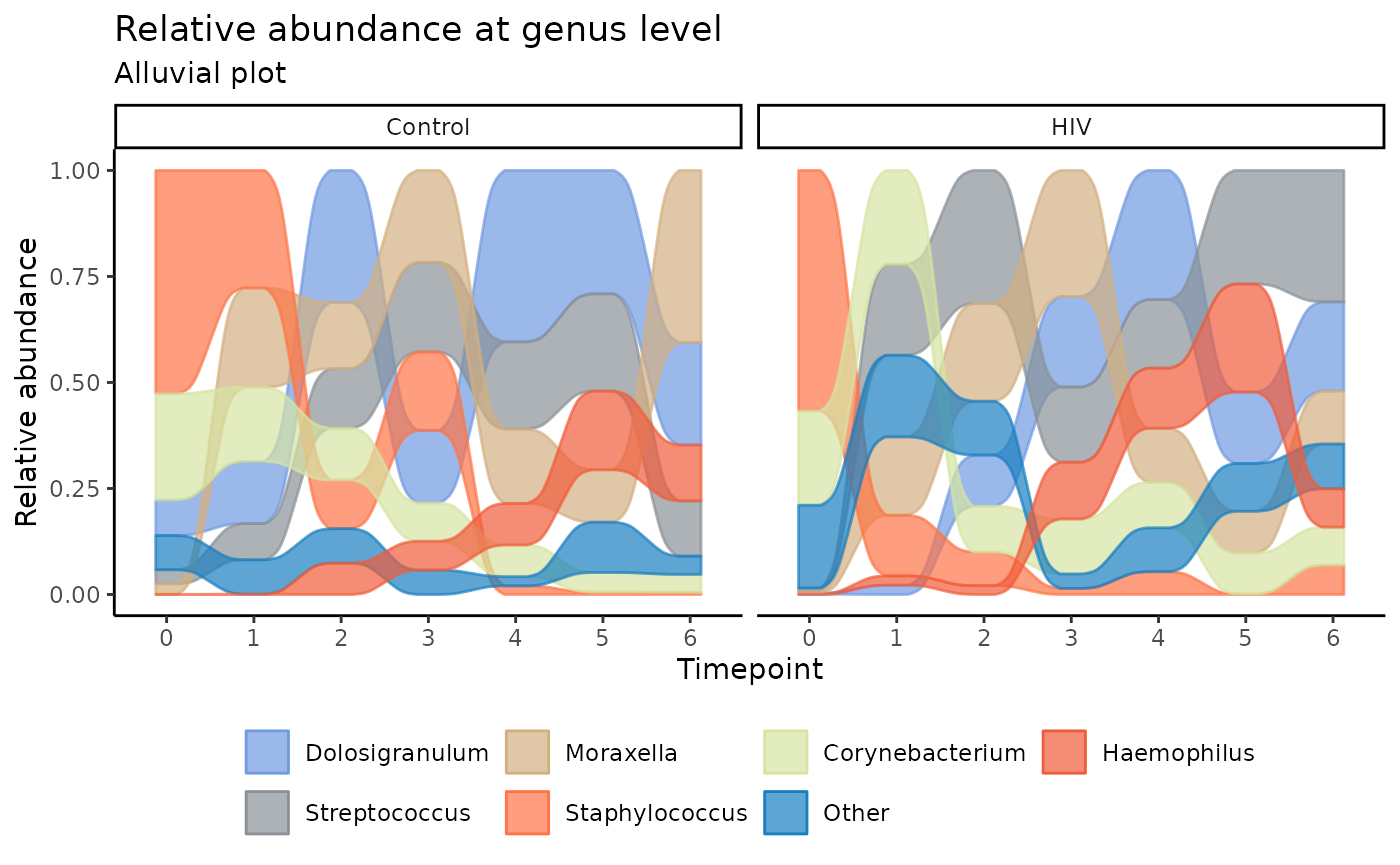 Relative abundance at genus level
Alluvial plot
Control HIV
Relative abundance
1.00
0.75
0.50
0.25
0.00
0 1 2 3 4 5 6 0 1 2 3 4 5 6
Timepoint
Dolosigranulum Moraxella Corynebacterium Haemophilus
Streptococcus Staphylococcus Other